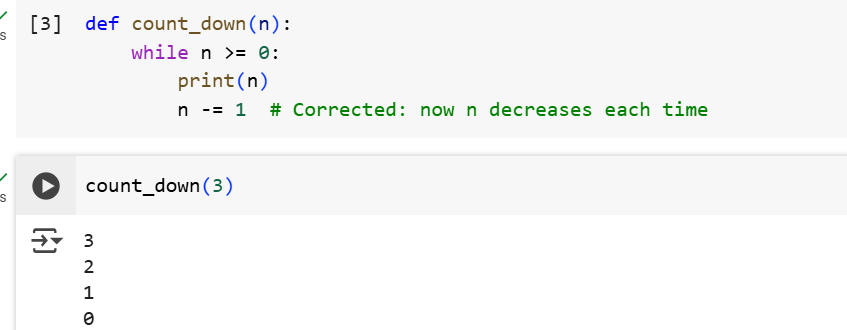 [3] def count_down(n):
    while n >= 0:
        print(n)
        n -= 1  # Corrected: now n decreases each time
s
count_down(3)
s
3
2
1
0